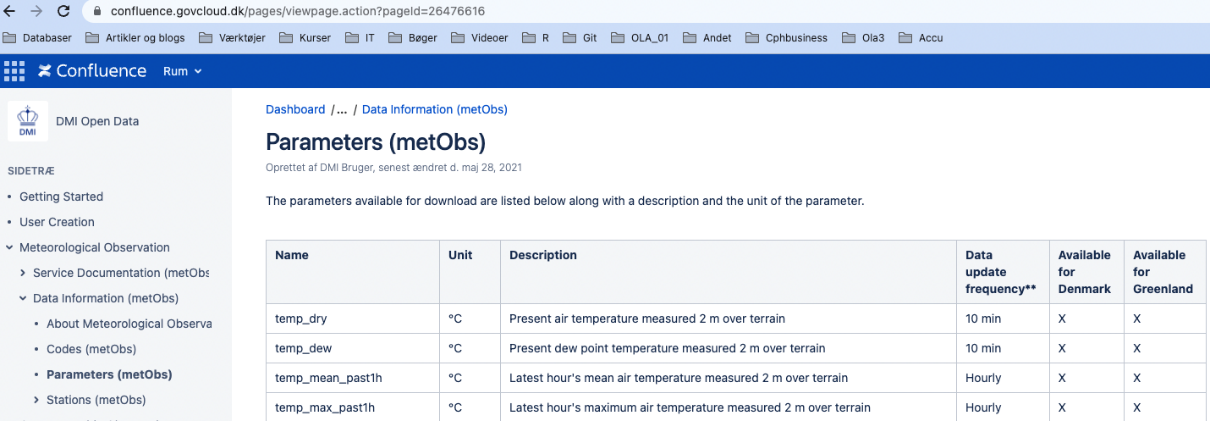 confluence.govcloud.dk/pages/viewpage.action?pageId=26476616
Databaser Artikler og blogs Værktøjer Kurser IT Bøger Videoer R Git OLA_01 Andet Cphbusiness Ola3 Accu
Confluence Rum
DMI
DMI Open Data
SIDETRÆ
Getting Started
User Creation
Meteorological Observation
Service Documentation (metObs
Data Information (metObs)
About Meteorological Observa
Codes (metObs)
Parameters (metObs)
Stations (metObs)
Dashboard /... / Data Information (metObs)
Parameters (metObs)
Oprettet af DMI Bruger, senest ændret d. maj 28, 2021
The parameters available for download are listed below along with a description and the unit of the parameter.
Name Unit Description Data update frequency** Available for Denmark Available for Greenland
temp_dry °C Present air temperature measured 2 m over terrain 10 min X X
temp_dew °C Present dew point temperature measured 2 m over terrain 10 min X X
temp_mean_past1h °C Latest hour's mean air temperature measured 2 m over terrain Hourly X X
temp_max_past1h °C Latest hour's maximum air temperature measured 2 m over terrain Hourly X X